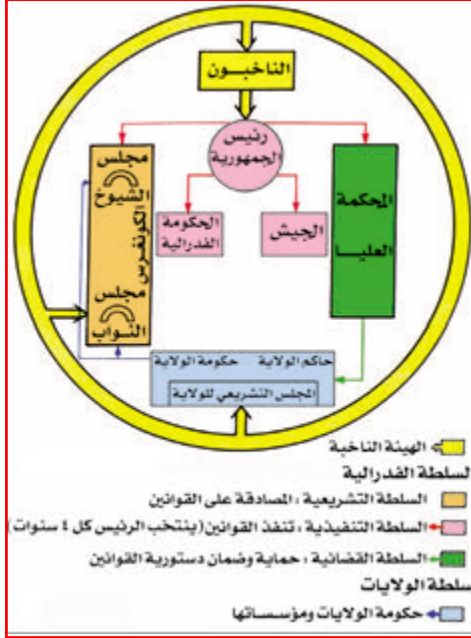 الناخبـــون
رئيس
الجمهورية
مجلس
الشيوخ
الكونغرس
مجلس
النواب
الحكومة
الفدرالية
الجيش
المحكمة
العليا
حاكم الولاية
حكومة الولاية
المجلس التشريعي للولاية
الهيئة الناخبة
السلطة الفدرالية
السلطة التشريعية : المصادقة على القوانين
السلطة التنفيذية : تنفذ القوانين (ينتخب الرئيس كل ٤ سنوات)
السلطة القضائية : حماية وضمان دستورية القوانين
سلطة الولايات
حكومة الولايات ومؤسساتها